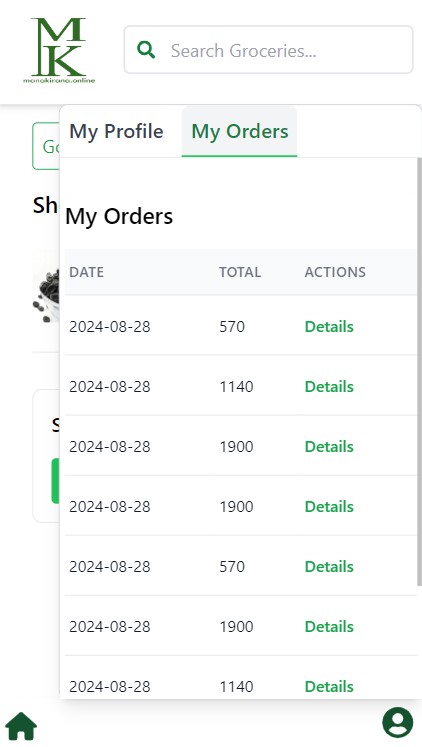 MK
manakirana.online
Search Groceries...
My Profile
My Orders
Go
Sh
My Orders
DATE TOTAL ACTIONS
2024-08-28 570 Details
2024-08-28 1140 Details
2024-08-28 1900 Details
S
2024-08-28 1900 Details
2024-08-28 570 Details
2024-08-28 1900 Details
2024-08-28 1140 Details